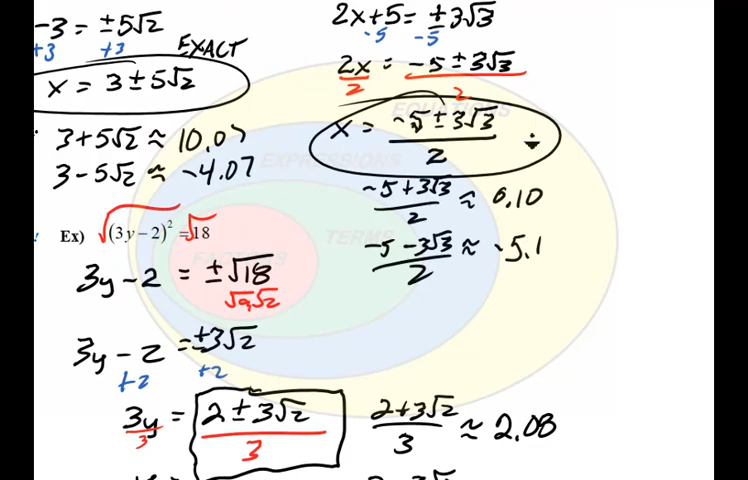 -3 = ±5√2
+3 +3
EXACT
x = 3 ± 5√2
3 + 5√2 ≈ 10.07
3 - 5√2 ≈ -4.07
2x+5 = ±3√3
-5 -5
2x = -5 ± 3√3
2 2
x = -5 ± 3√3
2
÷
-5 + 3√3 ≈ 0.10
2
-5 - 3√3 ≈ -5.1
2
EQUATIONS
EXPRESSIONS
TERMS
FACTORS
Ex) √(3y – 2)² = √18
3y - 2 = ±√18
√9 √2
3y - 2 = ±3√2
+2 +2
3y = 2 ± 3√2
3 3
2 + 3√2 ≈ 2.08
3